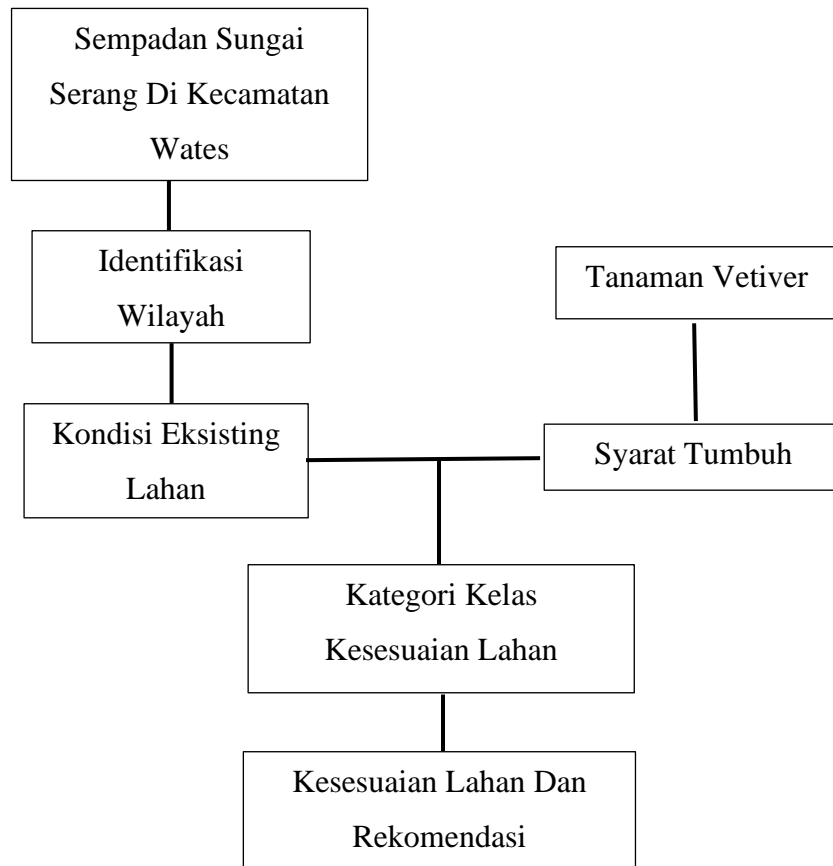 Sempadan Sungai
Serang Di Kecamatan
Wates
Identifikasi
Wilayah
Tanaman Vetiver
Kondisi Eksisting
Lahan
Syarat Tumbuh
Kategori Kelas
Kesesuaian Lahan
Kesesuaian Lahan Dan
Rekomendasi